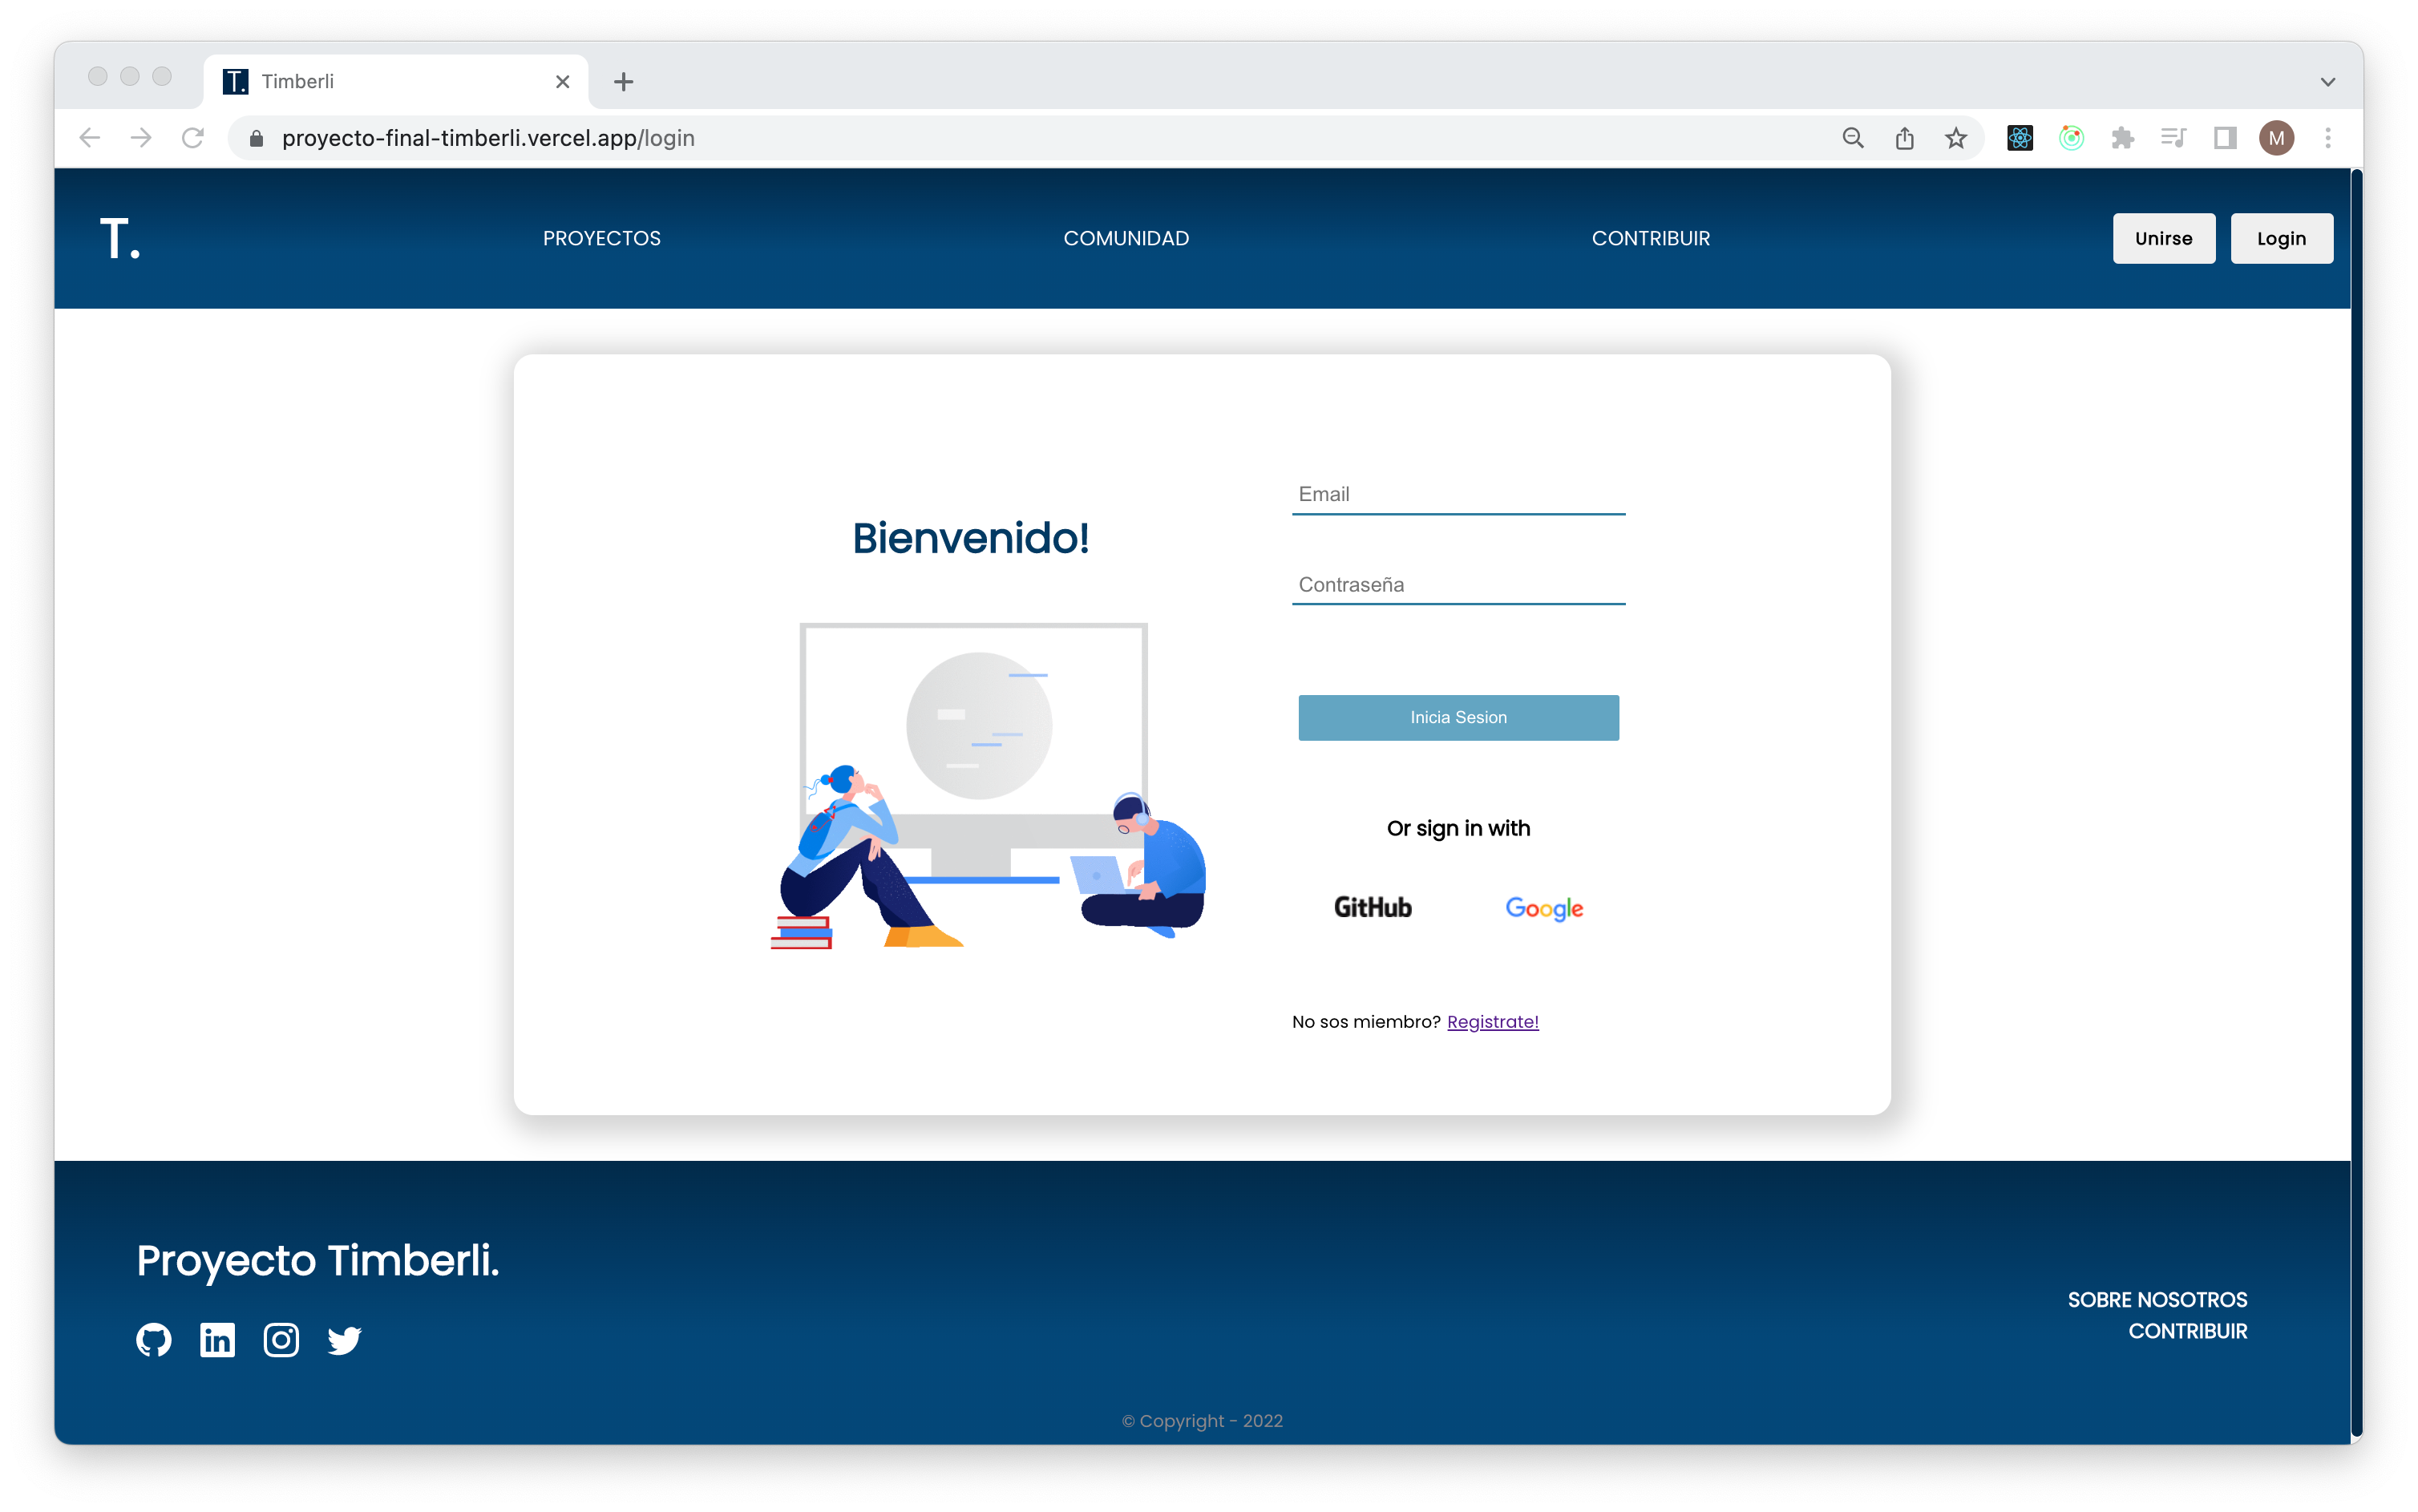 T. Timberli
proyecto-final-timberli.vercel.app/login
M
T.
PROYECTOS
COMUNIDAD
CONTRIBUIR
Unirse
Login
Bienvenido!
Email
Contraseña
Inicia Sesion
Or sign in with
GitHub
Google
No sos miembro? Registrate!
Proyecto Timberli.
in
SOBRE NOSOTROS
CONTRIBUIR
© Copyright - 2022